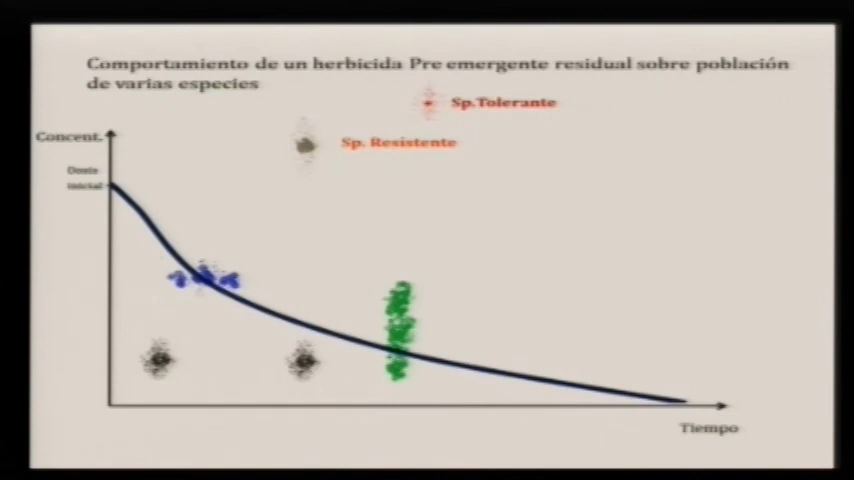 Comportamiento de un herbicida Pre emergente residual sobre población
de varias especies
Sp.Tolerante
Concent.
Sp. Resistente
Dosis
inicial
Tiempo